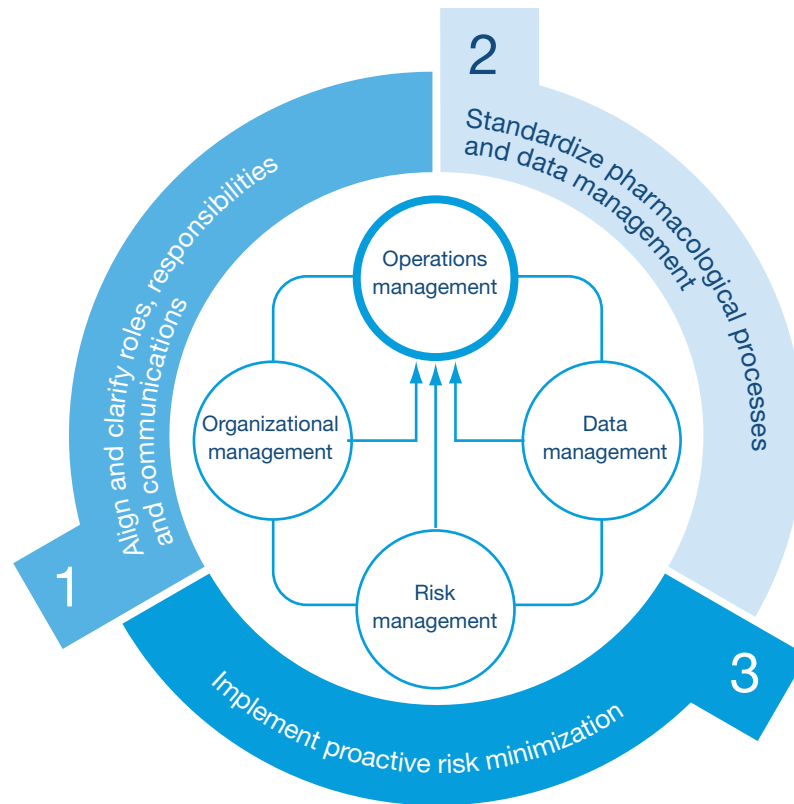 1
Align and clarify roles, responsibilities
and communications
2
Standardize pharmacological processes
and data management
3
Implement proactive risk minimization
Operations
management
Organizational
management
Data
management
Risk
management